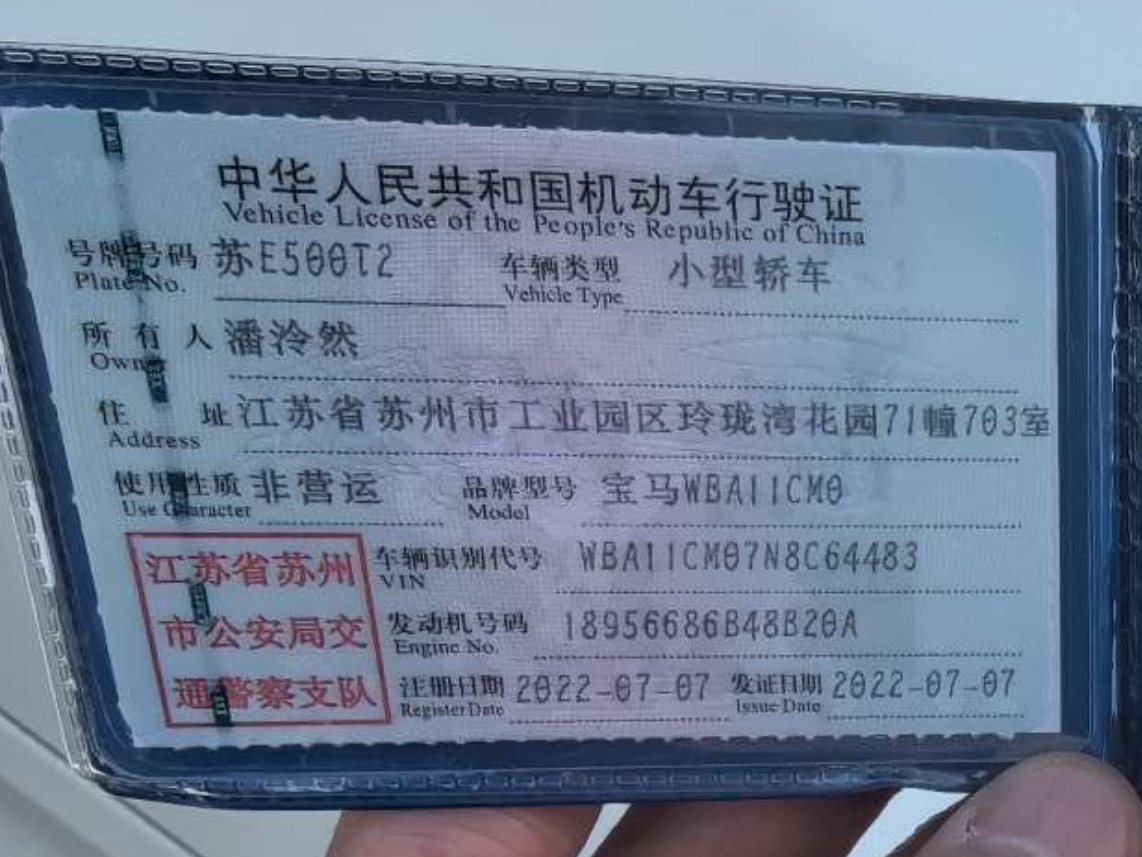 中华人民共和国机动车行驶证
Vehicle License of the People's Republic of China
号牌号码 苏E500T2 车辆类型 小型轿车
Plate No. Vehicle Type
所有人 潘泠然
Owner
住址 江苏省苏州市工业园区玲珑湾花园71幢703室
Address
使用性质 非营运 品牌型号 宝马WBA11CM0
Use Character Model
江苏省苏州 车辆识别代号 WBA11CM07N8C64483
VIN
市公安局交 发动机号码 18956686B48B20A
Engine No.
通警察支队 注册日期 2022-07-07 发证日期 2022-07-07
Register Date Issue Date